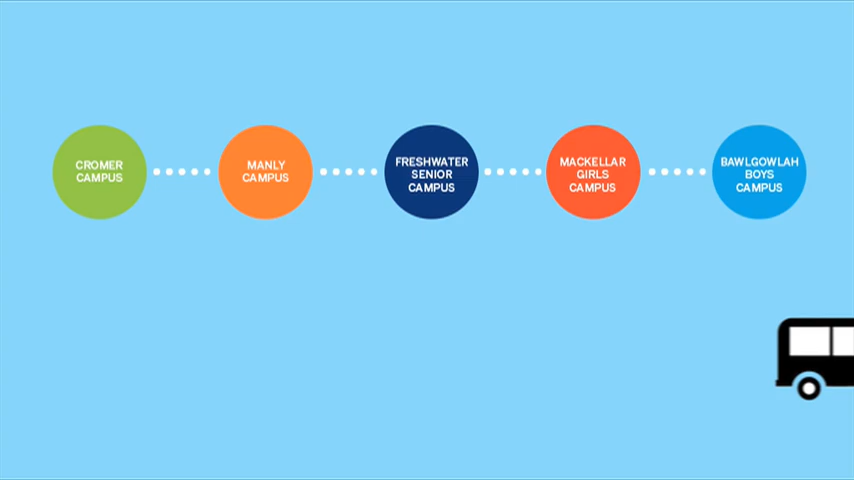 CROMER
CAMPUS
MANLY
CAMPUS
FRESHWATER
SENIOR
CAMPUS
MACKELLAR
GIRLS
CAMPUS
BAWLGOWLAH
BOYS
CAMPUS